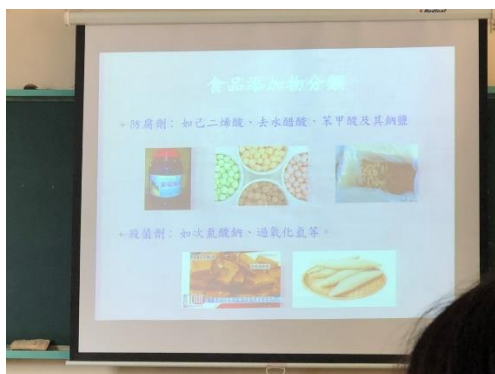 食品添加物分類
防腐劑：如己二烯酸、去水醋酸、苯甲酸及其鈉鹽
殺菌劑：如次氯酸鈉、過氧化氫等。